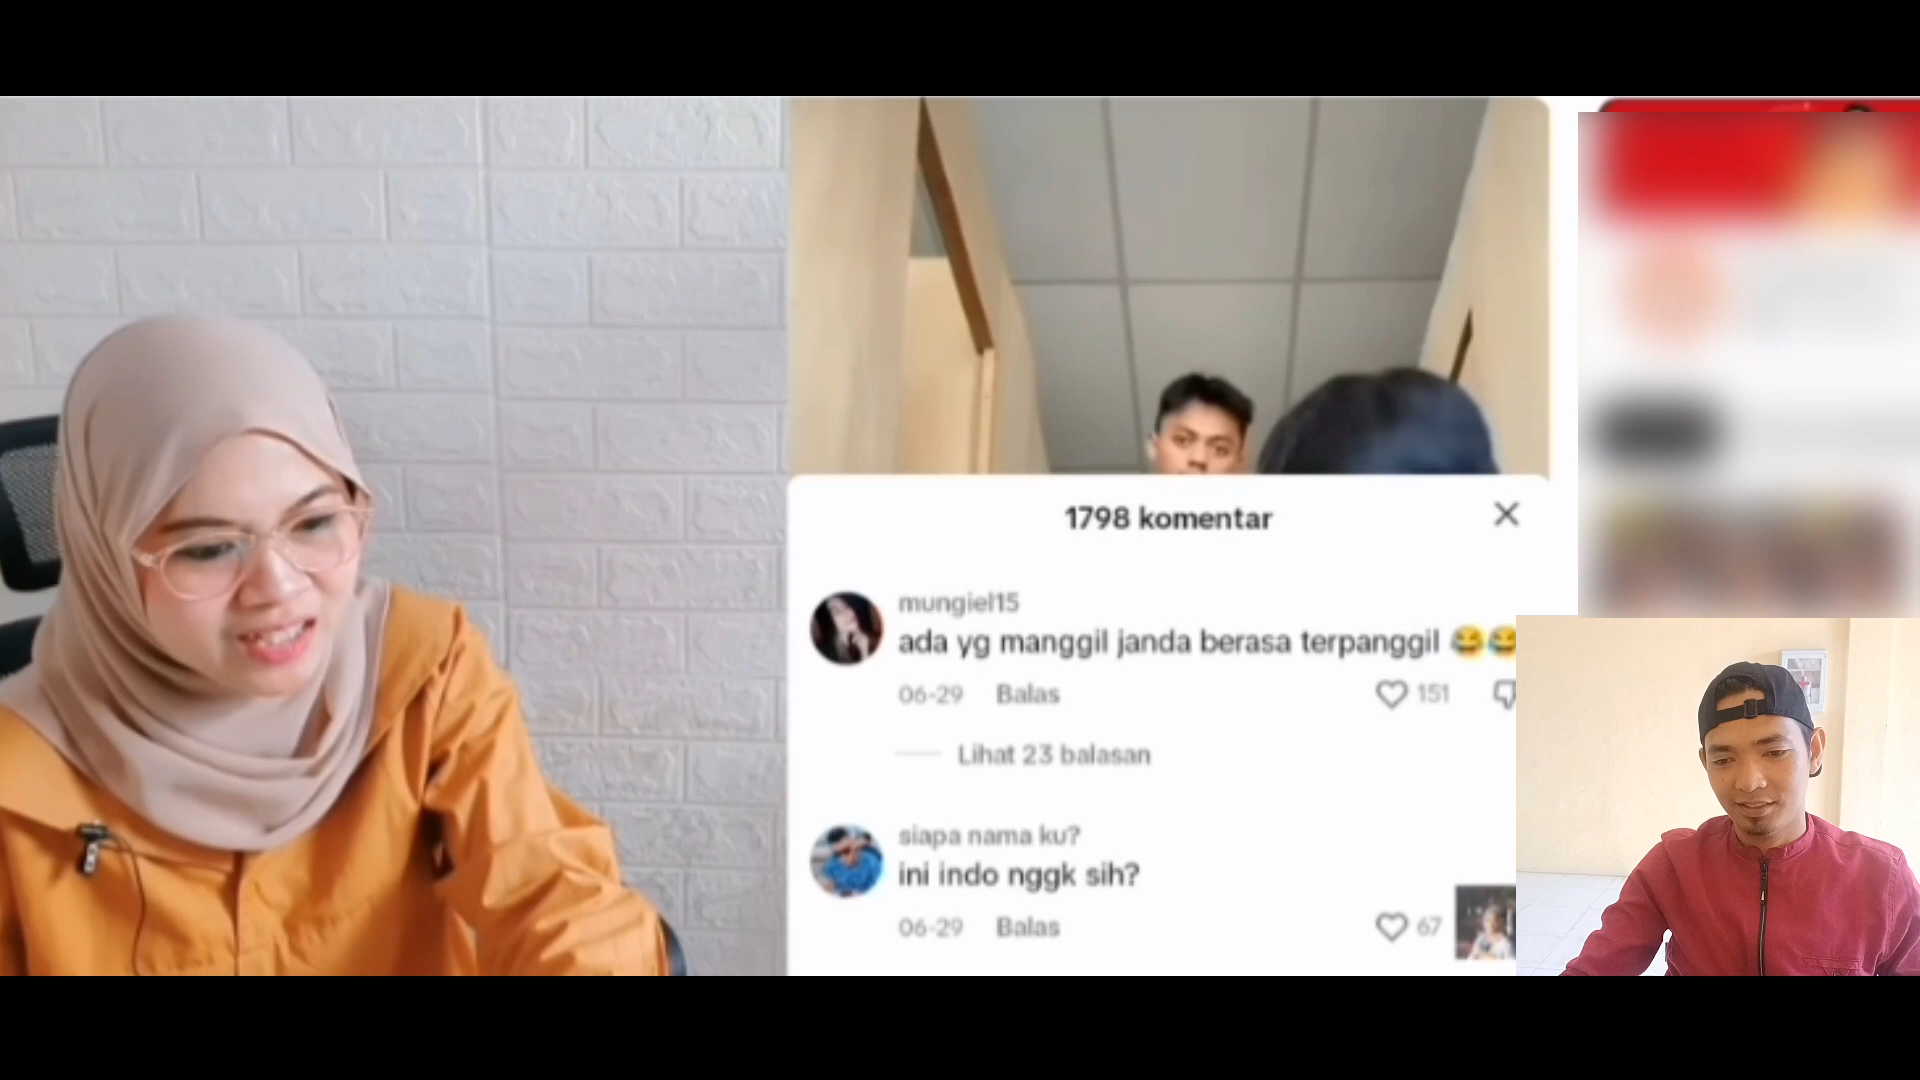 1798 komentar
mungiel15
ada yg manggil janda berasa terpanggil 😂😂
06-29 Balas 151
Lihat 23 balasan
siapa nama ku?
ini indo nggk sih?
06-29 Balas 67